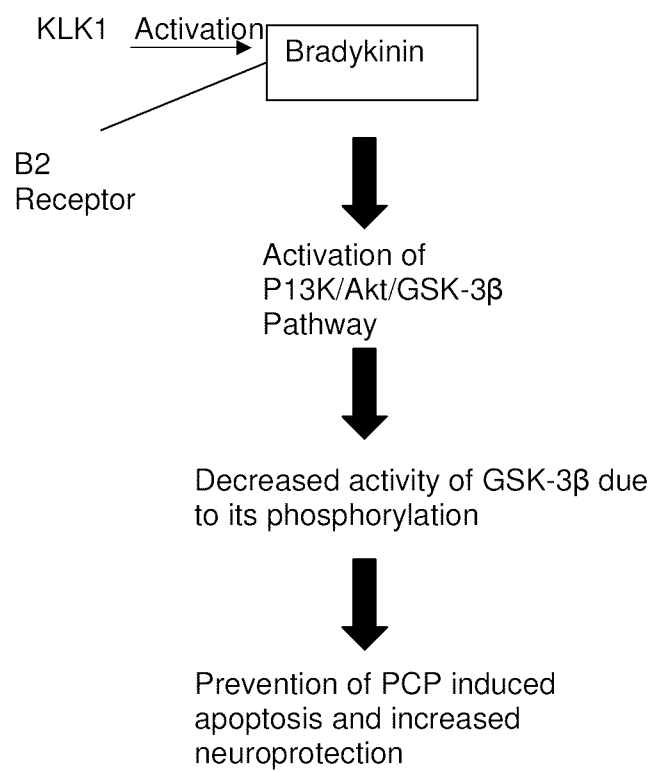 KLK1 Activation
Bradykinin
B2
Receptor
Activation of
P13K/Akt/GSK-3β
Pathway
Decreased activity of GSK-3β due
to its phosphorylation
Prevention of PCP induced
apoptosis and increased
neuroprotection